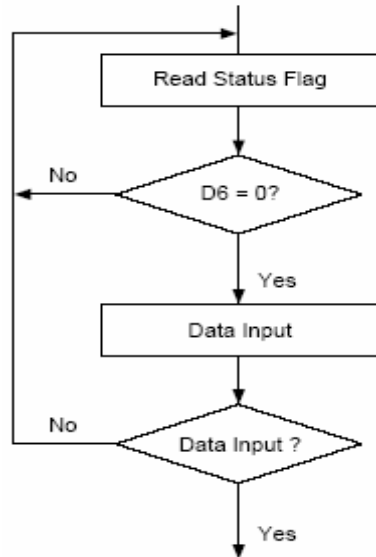 Read Status Flag
No
D6 = 0?
Yes
Data Input
No
Data Input ?
Yes